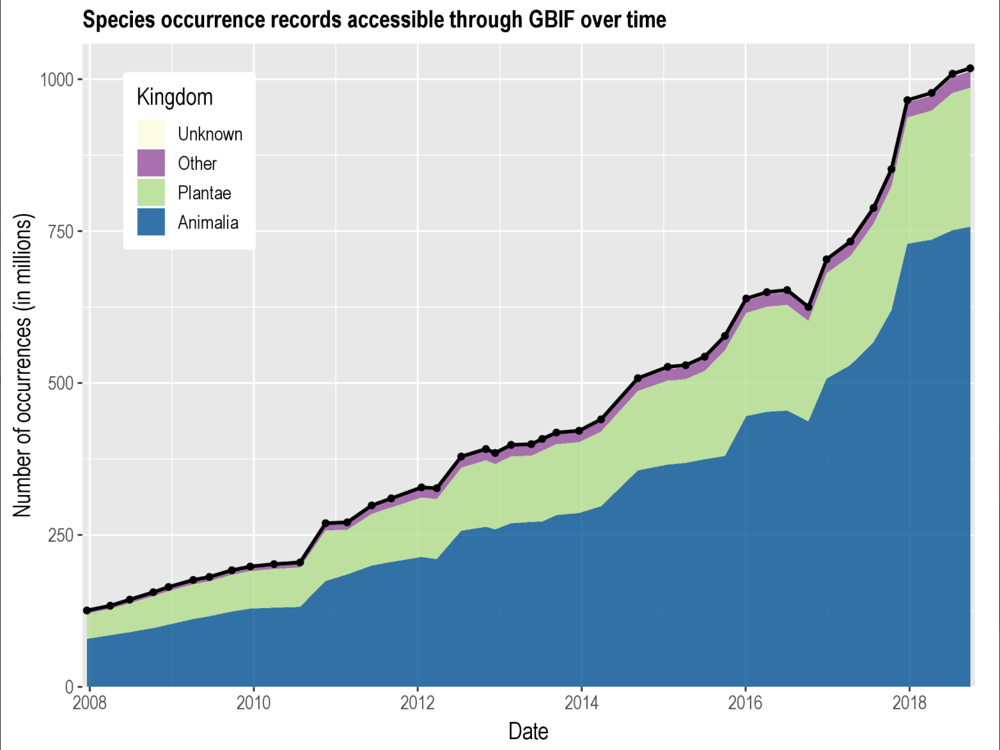 Species occurrence records accessible through GBIF over time
Number of occurrences (in millions)
1000
750
500
250
0
Kingdom
Unknown
Other
Plantae
Animalia
2008
2010
2012
2014
2016
2018
Date